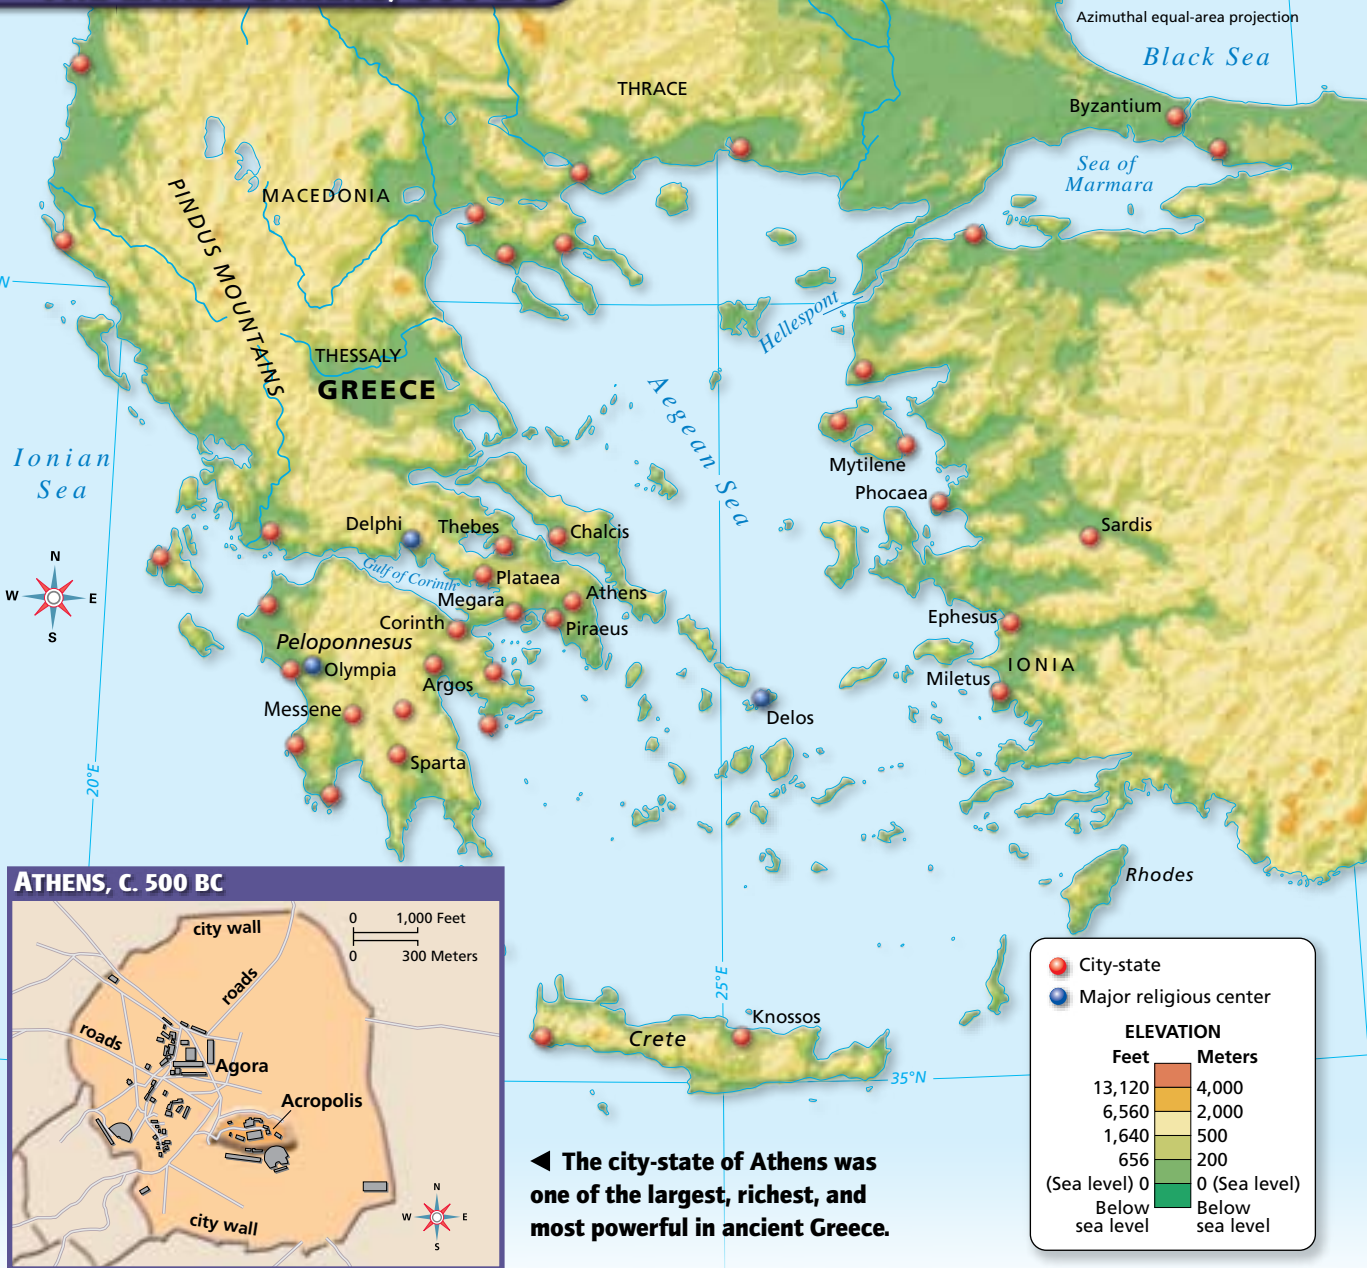 Azimuthal equal-area projection
Black Sea
THRACE
Byzantium
Sea of
Marmara
PINDUS MOUNTAINS
MACEDONIA
N
Hellespont
THESSALY
GREECE
Aegean Sea
Ionian
Sea
Mytilene
Phocaea
Sardis
Delphi
Thebes
Chalcis
Gulf of Corinth
Plataea
Athens
Megara
Corinth
Piraeus
Ephesus
Peloponnesus
Olympia
IONIA
Argos
Miletus
Messene
Delos
Sparta
N
W E
S
20°E
Rhodes
25°E
Knossos
Crete
35°N
ATHENS, C. 500 BC
city wall
0 1,000 Feet
0 300 Meters
roads
roads
Agora
Acropolis
city wall
N
W E
S
◄ The city-state of Athens was
one of the largest, richest, and
most powerful in ancient Greece.
City-state
Major religious center
ELEVATION
Feet Meters
13,120 4,000
6,560 2,000
1,640 500
656 200
(Sea level) 0 0 (Sea level)
Below Below
sea level sea level